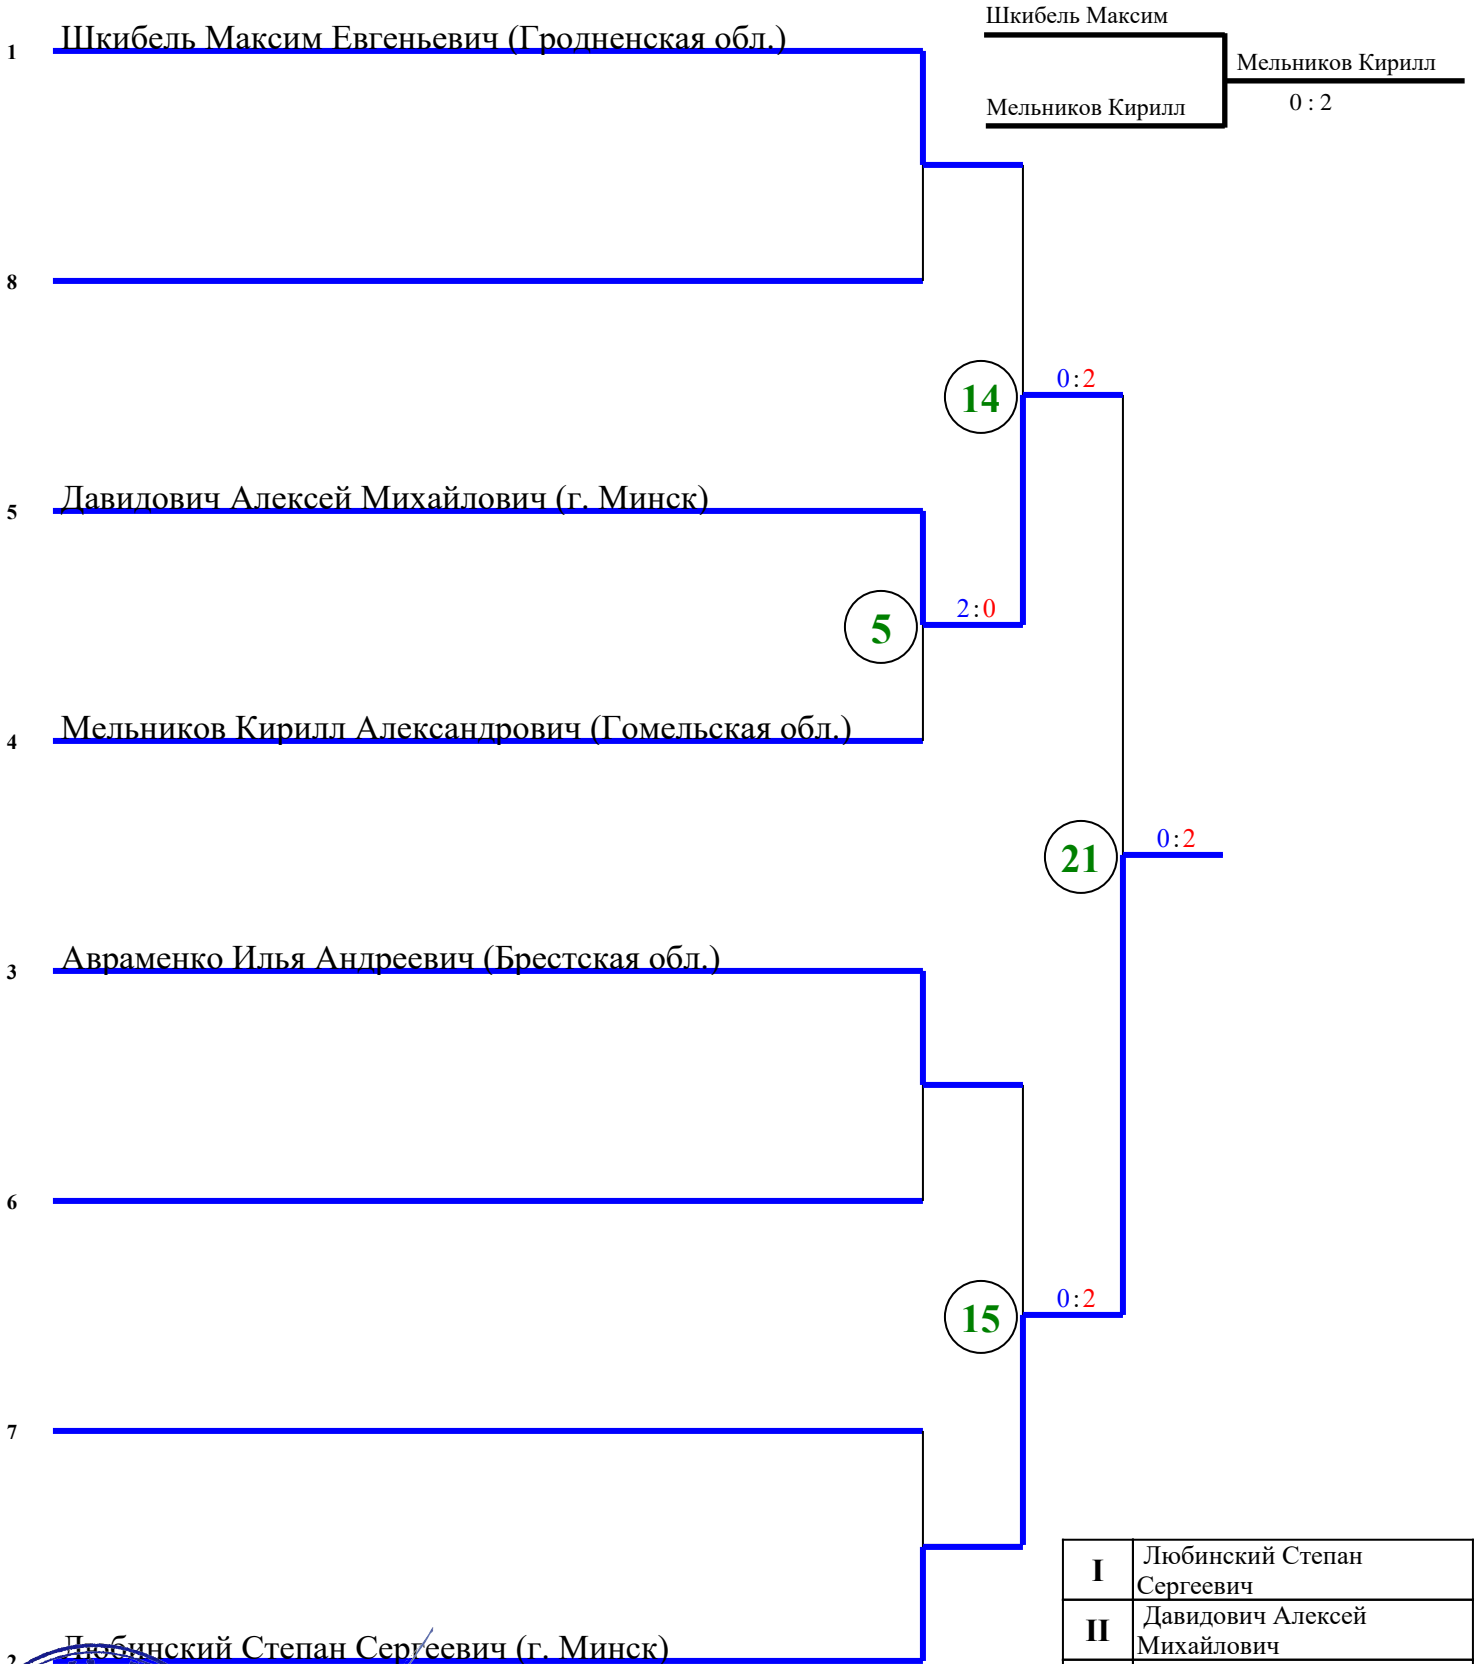 Шкибель Максим
1 Шкибель Максим Евгеньевич (Гродненская обл.)
Мельников Кирилл
Мельников Кирилл
0 : 2
8
14 0:2
5 Давидович Алексей Михайлович (г. Минск)
5 2:0
4 Мельников Кирилл Александрович (Гомельская обл.)
21 0:2
3 Авраменко Илья Андреевич (Брестская обл.)
6
15 0:2
7
I Любинский Степан
Сергеевич
II Давидович Алексей
Михайлович
2 Любинский Степан Сергеевич (г. Минск)